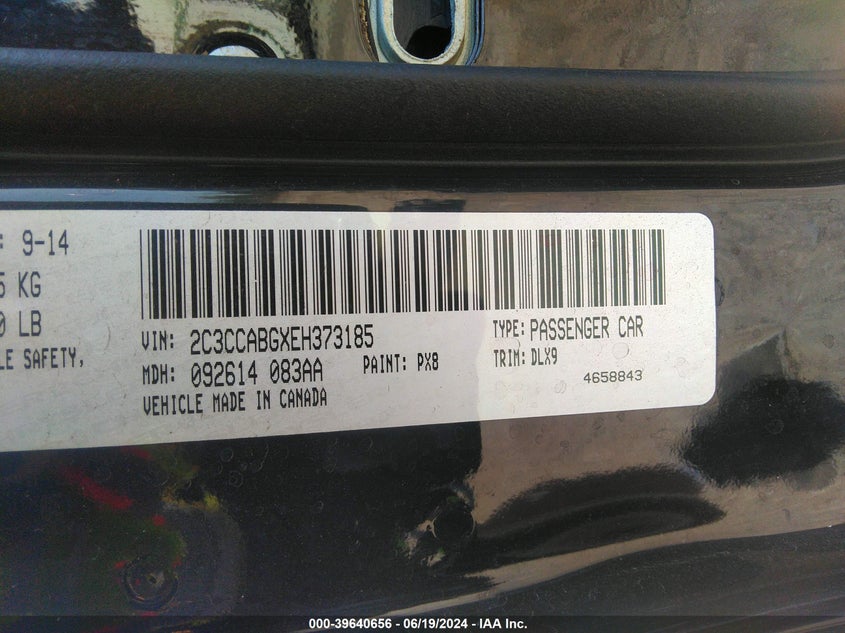 : 9-14
KG
LB
SAFETY,
VIN: 2C3CCABGXEH373185
TYPE: PASSENGER CAR
MDH: 092614 083AA
PAINT: PX8
TRIM: DLX9
VEHICLE MADE IN CANADA
4658843
000-39640656 - 06/19/2024 - IAA Inc.